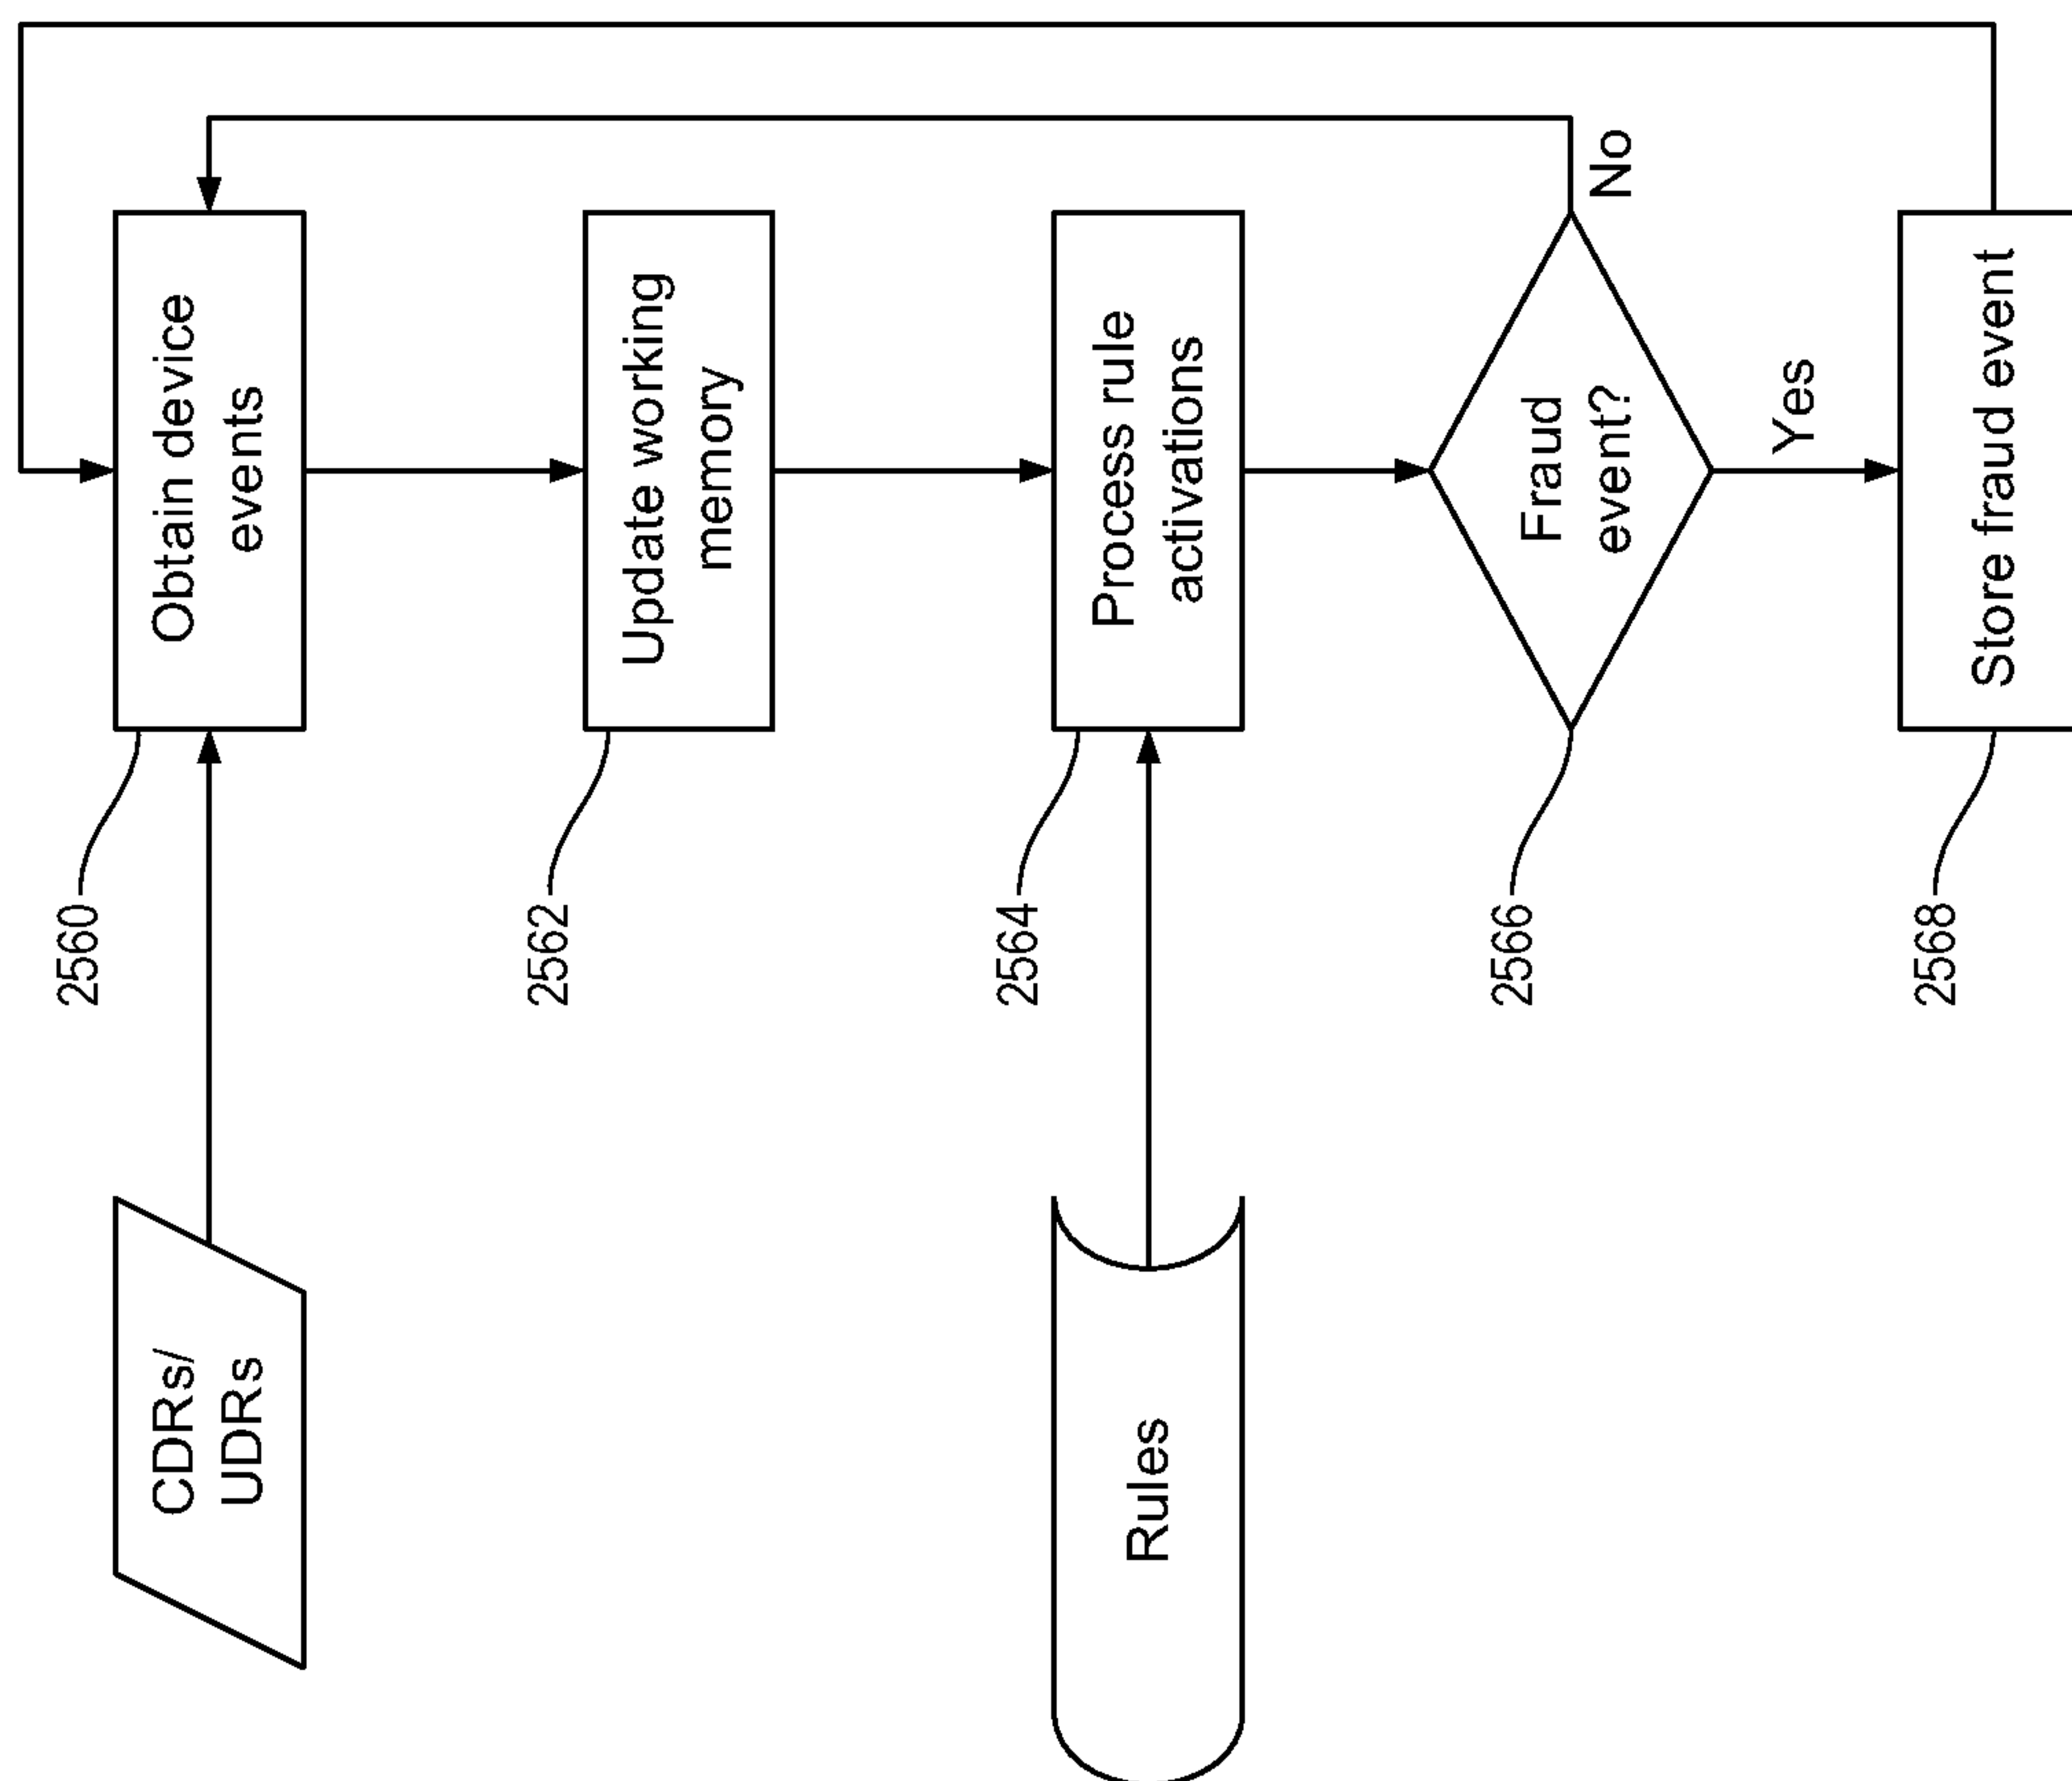 CDRs/
UDRs
2560
Obtain device
events
2562
Update working
memory
Rules
2564
Process rule
activations
2566
Fraud
event?
No
Yes
2568
Store fraud event